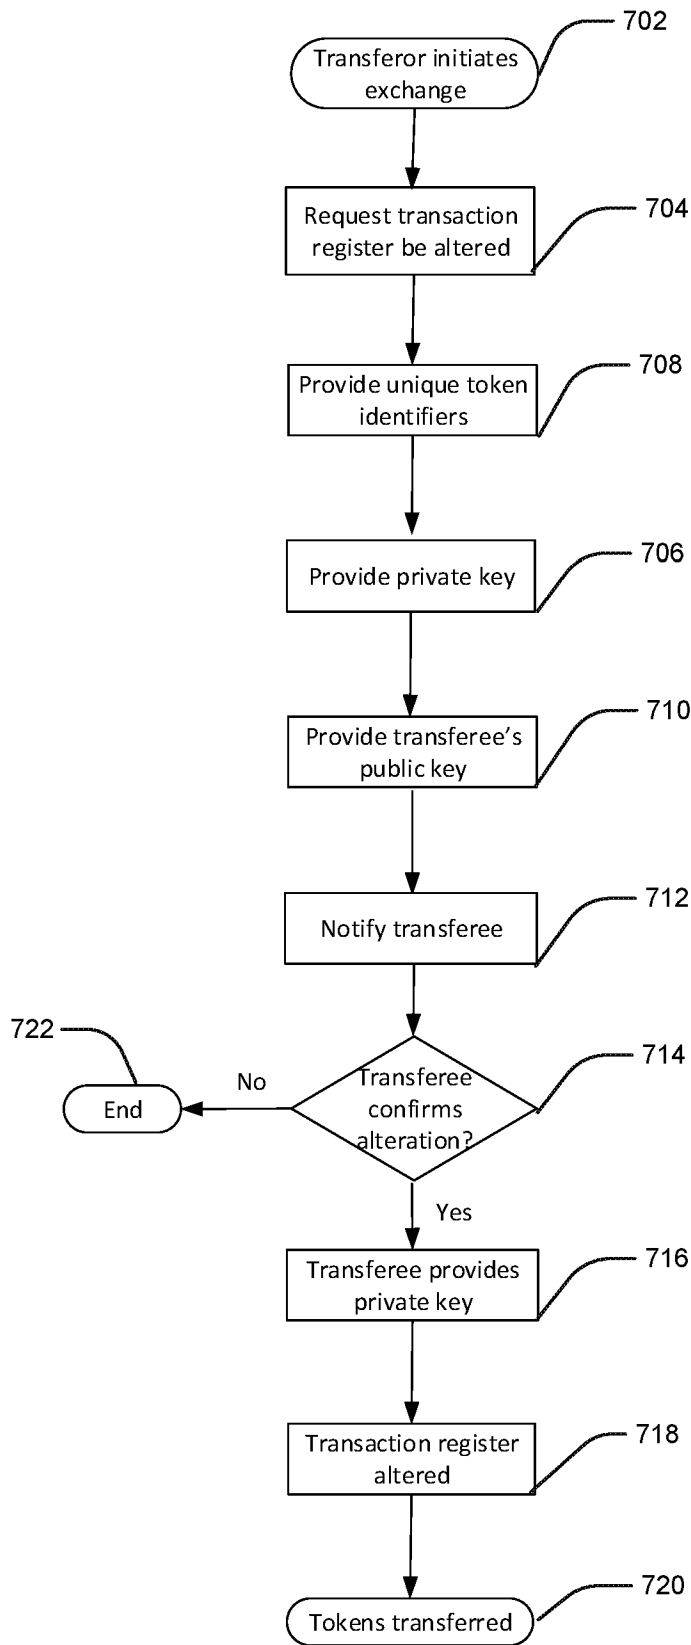 702
Transferor initiates
exchange
704
Request transaction
register be altered
708
Provide unique token
identifiers
706
Provide private key
710
Provide transferee's
public key
712
Notify transferee
722
714
No
End
Transferee
confirms
alteration?
Yes
716
Transferee provides
private key
718
Transaction register
altered
720
Tokens transferred